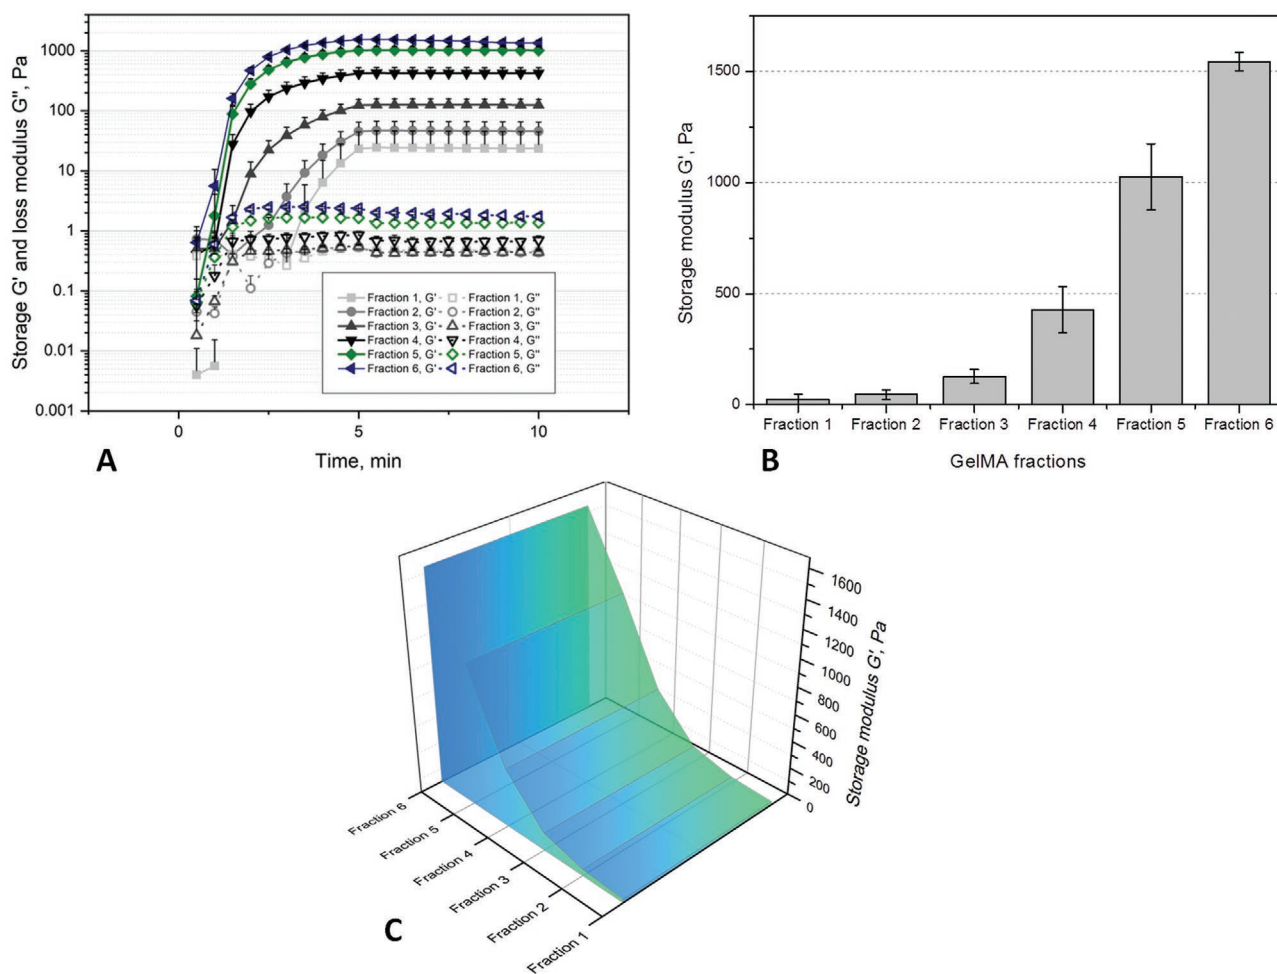 Storage G' and loss modulus G'', Pa
1000
100
10
1
0.1
0.01
0.001
0
5
10
Time, min
A
Fraction 1, G' Fraction 1, G''
Fraction 2, G' Fraction 2, G''
Fraction 3, G' Fraction 3, G''
Fraction 4, G' Fraction 4, G''
Fraction 5, G' Fraction 5, G''
Fraction 6, G' Fraction 6, G''
Storage modulus G', Pa
1500
1000
500
0
Fraction 1
Fraction 2
Fraction 3
Fraction 4
Fraction 5
Fraction 6
GelMA fractions
B
1600
1400
1200
1000
800
600
400
200
0
Storage modulus G', Pa
Fraction 6
Fraction 5
Fraction 4
Fraction 3
Fraction 2
Fraction 1
C